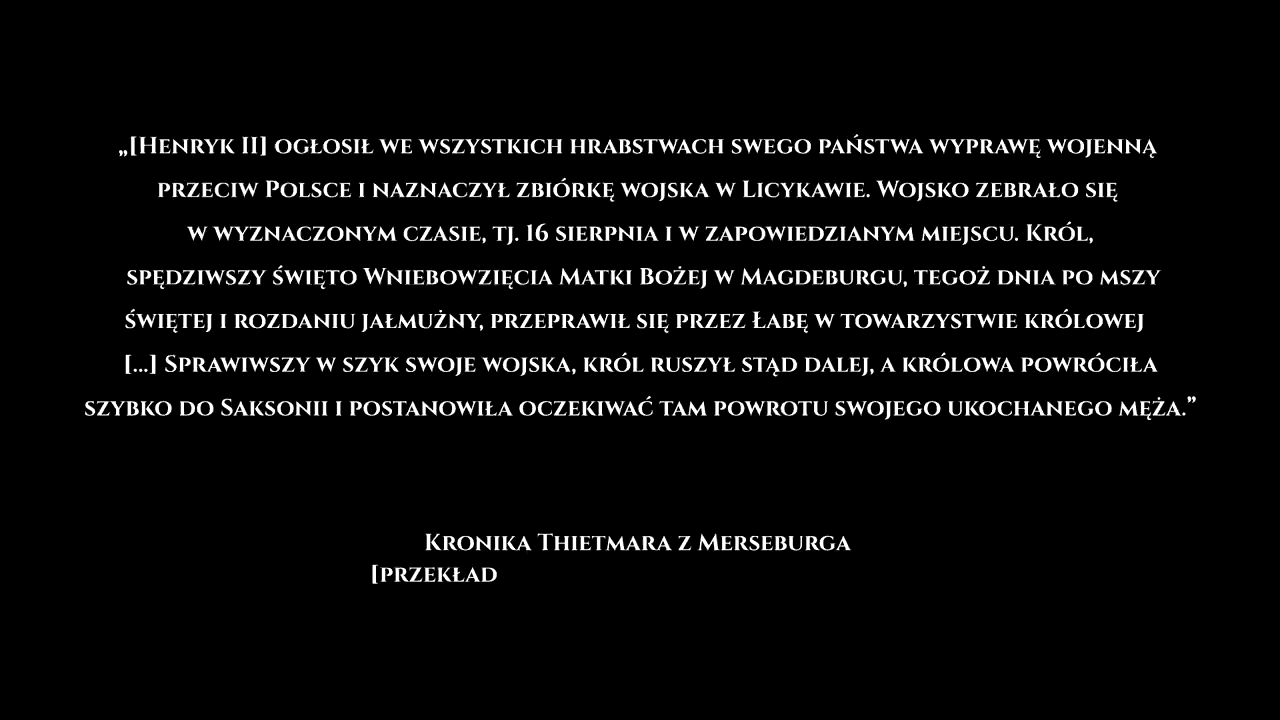 „[Henryk II] ogłosił we wszystkich hrabstwach swego państwa wyprawę wojenną
przeciw Polsce i naznaczył zbiórkę wojska w Licykawie. Wojsko zebrało się
w wyznaczonym czasie, tj. 16 sierpnia i w zapowiedzianym miejscu. Król,
spędziwszy święto Wniebowzięcia Matki Bożej w Magdeburgu, tegoż dnia po mszy
świętej i rozdaniu jałmużny, przeprawił się przez Łabę w towarzystwie królowej
[...] Sprawiwszy w szyk swoje wojska, król ruszył stąd dalej, a królowa powróciła
szybko do Saksonii i postanowiła oczekiwać tam powrotu swojego ukochanego męża.”
Kronika Thietmara z Merseburga
[przekład